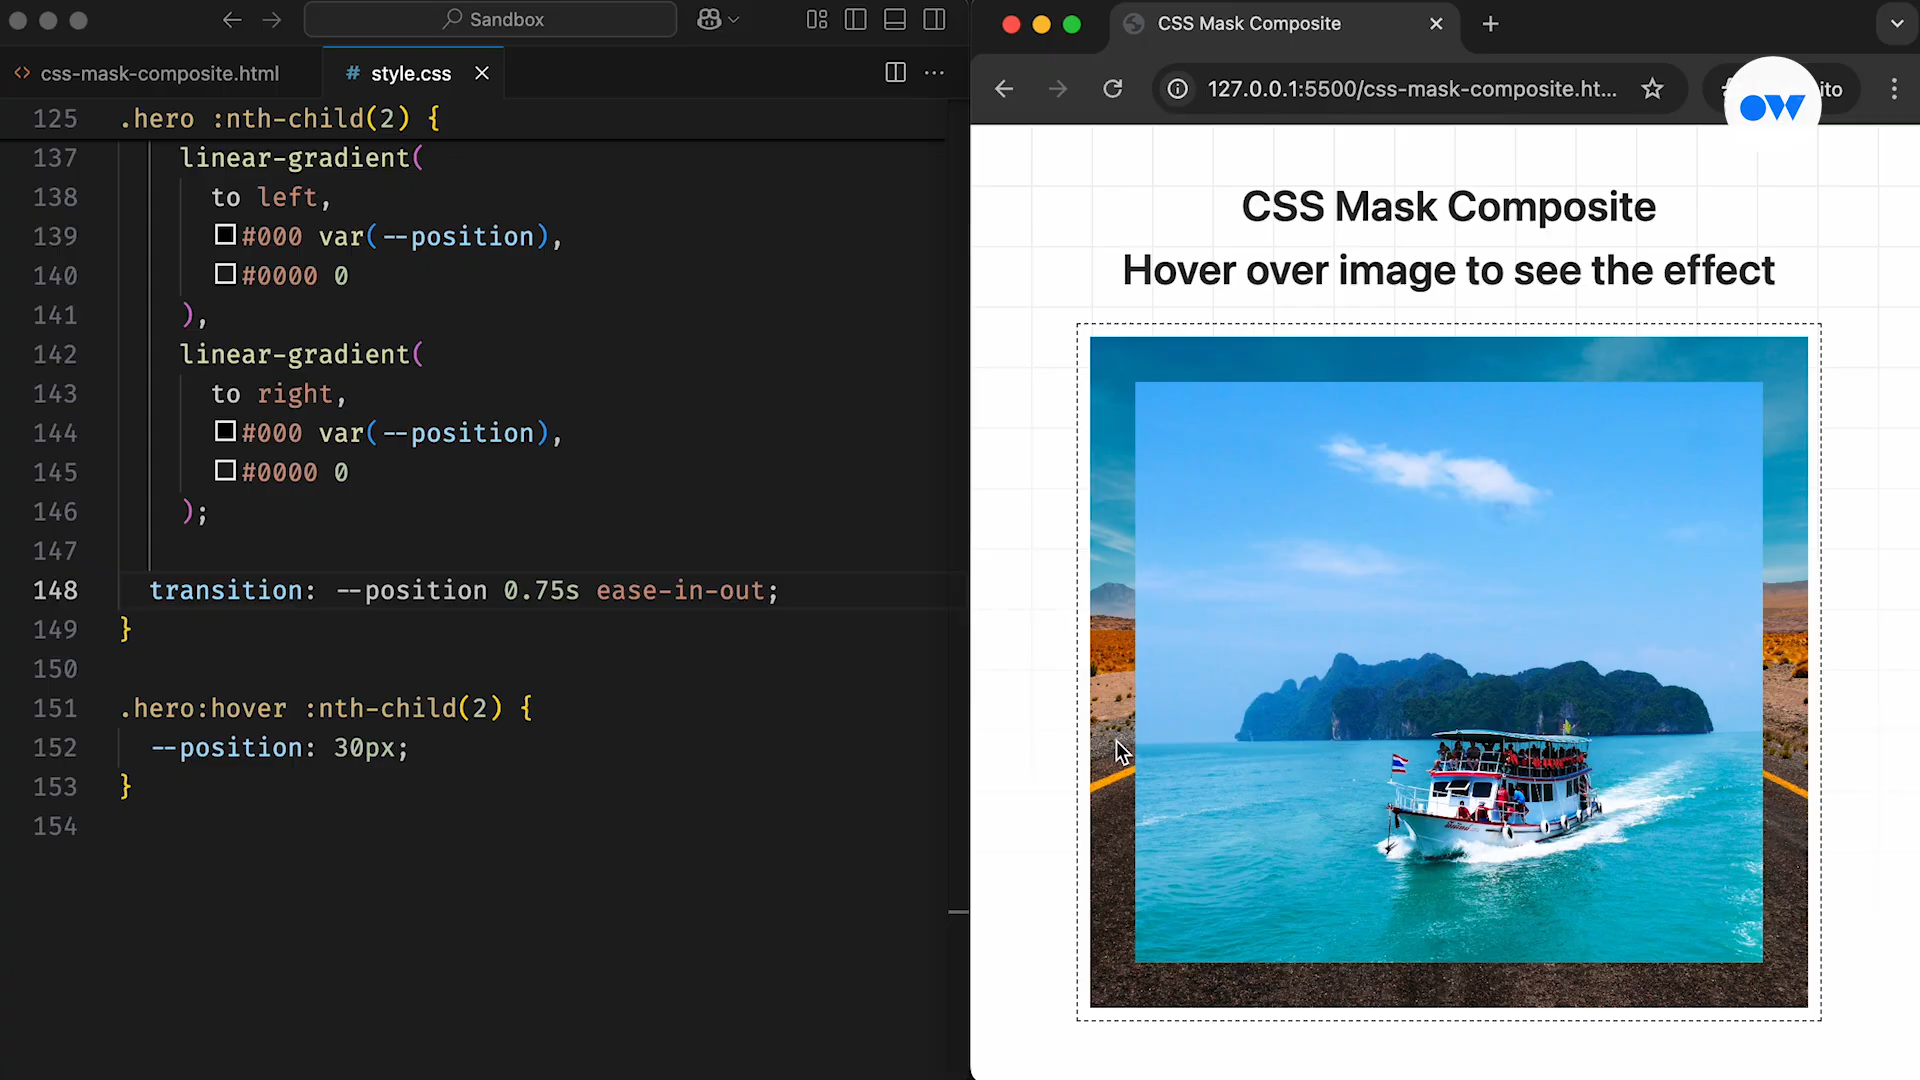 Sandbox
css-mask-composite.html
# style.css
125 .hero :nth-child(2) {
137 linear-gradient(
138 to left,
139 #000 var(--position),
140 #0000 0
141 ),
142 linear-gradient(
143 to right,
144 #000 var(--position),
145 #0000 0
146 );
147
148 transition: --position 0.75s ease-in-out;
149 }
150
151 .hero:hover :nth-child(2) {
152 --position: 30px;
153 }
154
CSS Mask Composite
127.0.0.1:5500/css-mask-composite.ht...
ito
OW
CSS Mask Composite
Hover over image to see the effect